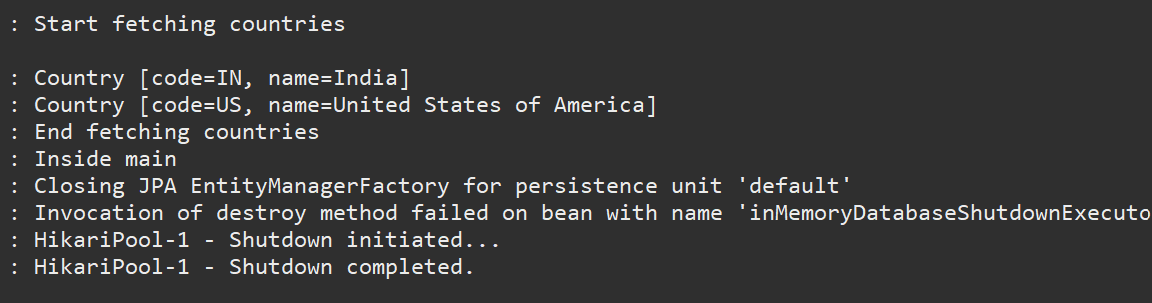 : Start fetching countries
: Country [code=IN, name=India]
: Country [code=US, name=United States of America]
: End fetching countries
: Inside main
: Closing JPA EntityManagerFactory for persistence unit 'default'
: Invocation of destroy method failed on bean with name 'inMemoryDatabaseShutdownExecuto
: HikariPool-1 - Shutdown initiated...
: HikariPool-1 - Shutdown completed.